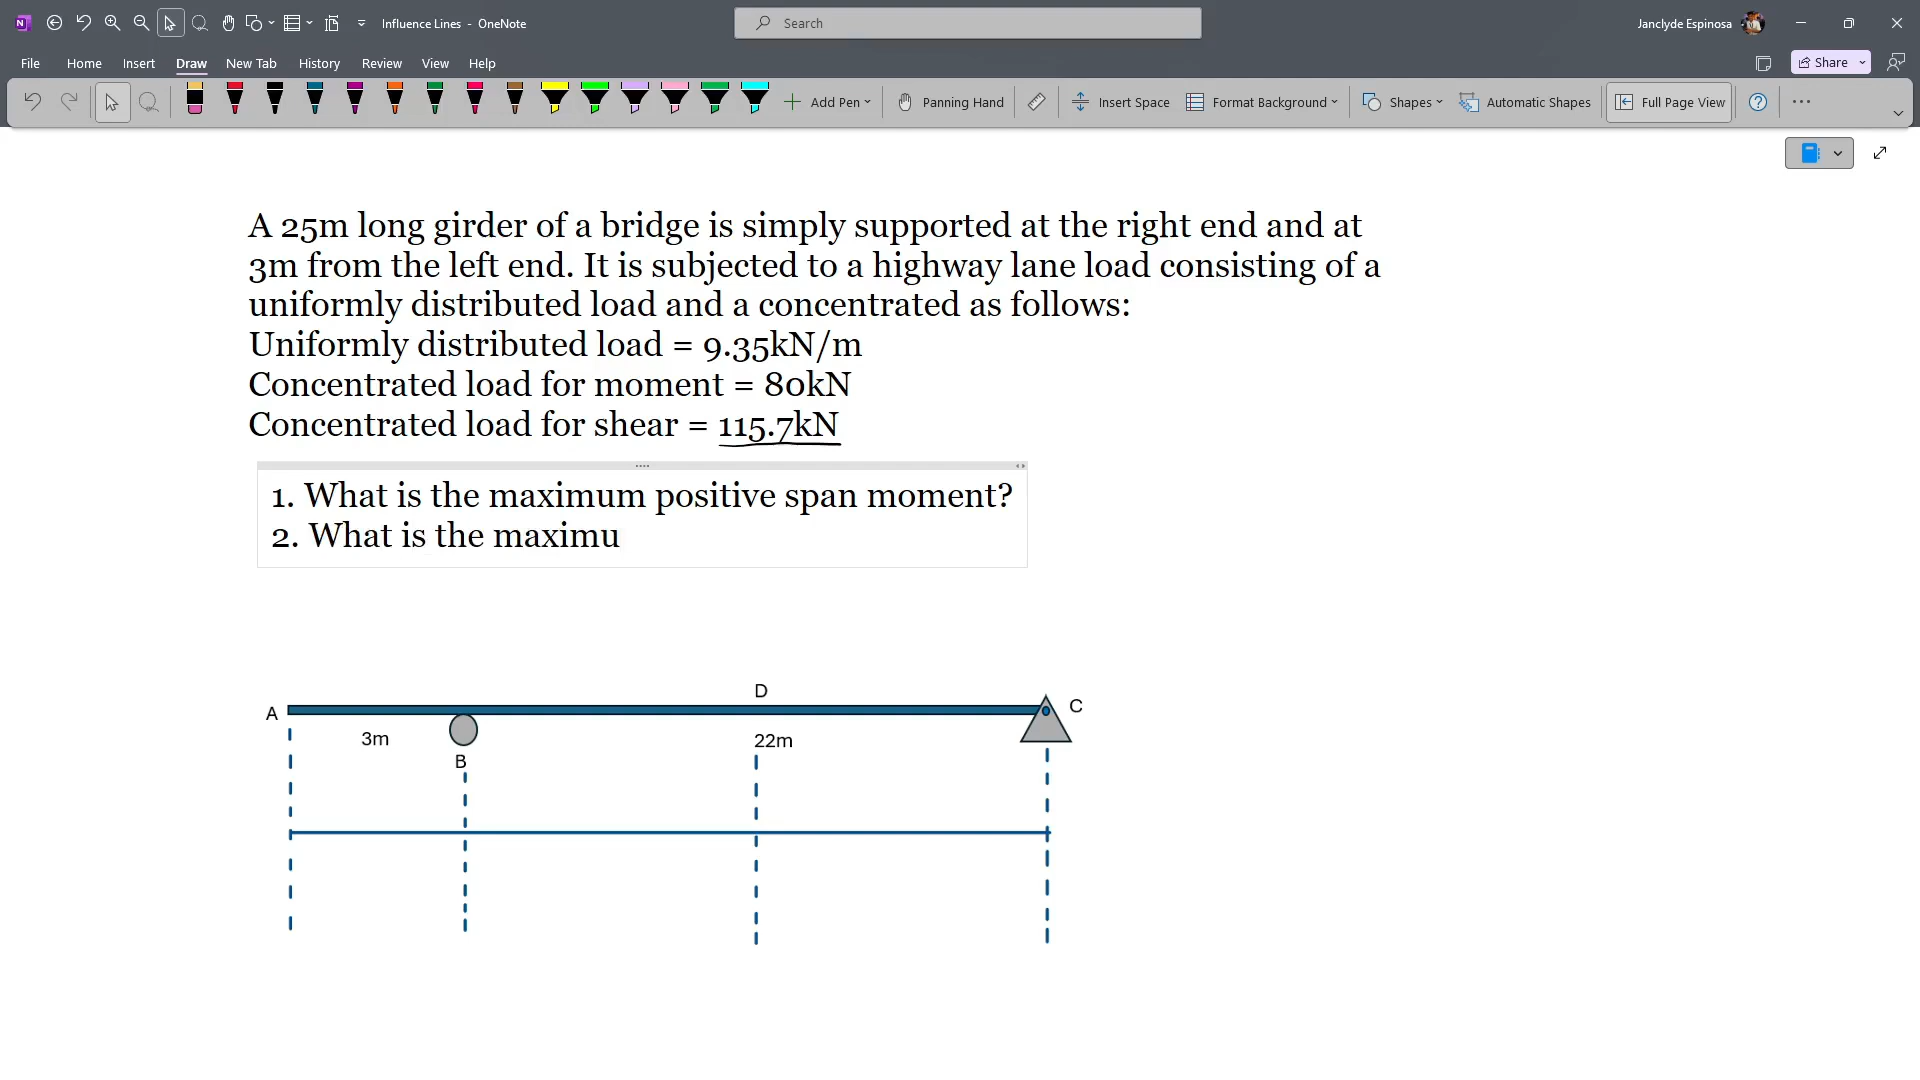 Influence Lines - OneNote
Search
Janclyde Espinosa
File Home Insert Draw New Tab History Review View Help
Share
Add Pen Panning Hand Insert Space Format Background Shapes Automatic Shapes Full Page View
A 25m long girder of a bridge is simply supported at the right end and at
3m from the left end. It is subjected to a highway lane load consisting of a
uniformly distributed load and a concentrated as follows:
Uniformly distributed load = 9.35kN/m
Concentrated load for moment = 80kN
Concentrated load for shear = 115.7kN
1. What is the maximum positive span moment?
2. What is the maximu
D
A
C
3m
22m
B